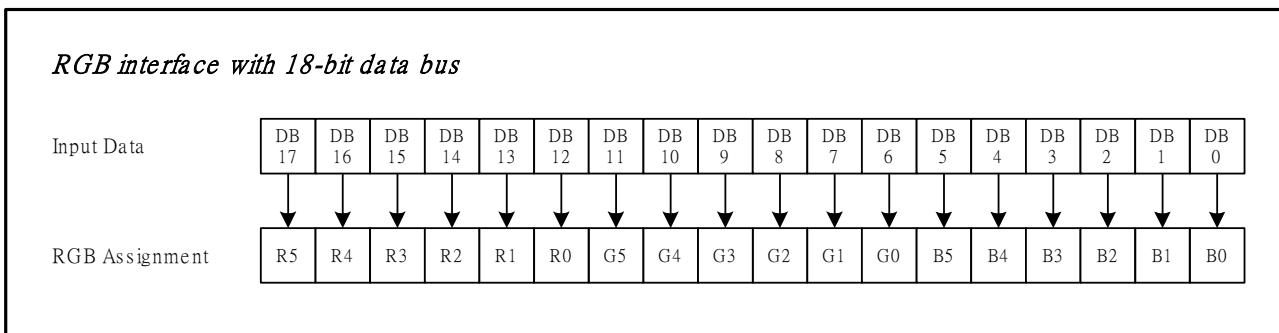 RGB interface with 18-bit data bus
Input Data DB 17 DB 16 DB 15 DB 14 DB 13 DB 12 DB 11 DB 10 DB 9 DB 8 DB 7 DB 6 DB 5 DB 4 DB 3 DB 2 DB 1 DB 0
RGB Assignment R5 R4 R3 R2 R1 R0 G5 G4 G3 G2 G1 G0 B5 B4 B3 B2 B1 B0